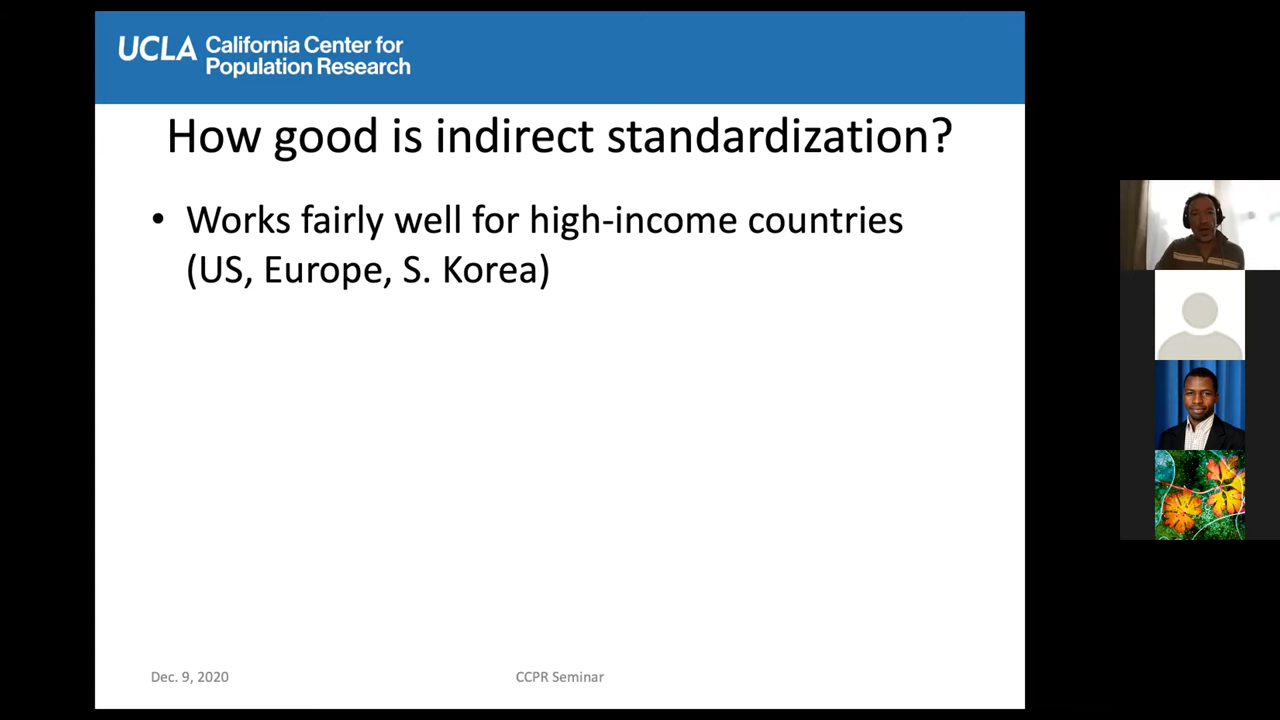 UCLA California Center for
Population Research
How good is indirect standardization?
• Works fairly well for high-income countries
(US, Europe, S. Korea)
Dec. 9, 2020
CCPR Seminar